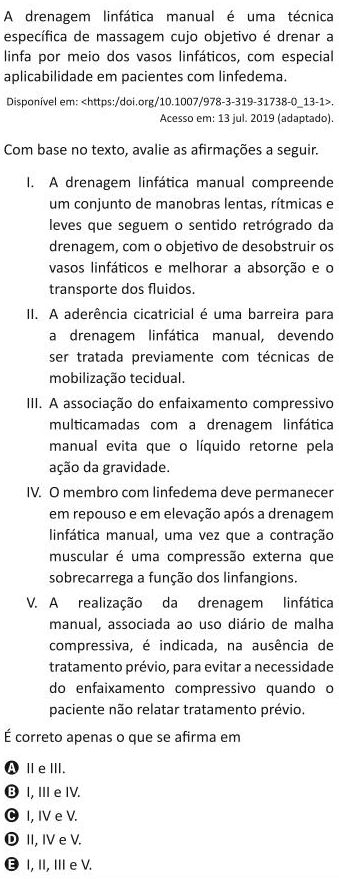 A drenagem linfática manual é uma técnica
específica de massagem cujo objetivo é drenar a
linfa por meio dos vasos linfáticos, com especial
aplicabilidade em pacientes com linfedema.
Disponível em: <https:/doi.org/10.1007/978-3-319-31738-0_13-1>.
Acesso em: 13 jul. 2019 (adaptado).
Com base no texto, avalie as afirmações a seguir.
I. A drenagem linfática manual compreende
um conjunto de manobras lentas, rítmicas e
leves que seguem o sentido retrógrado da
drenagem, com o objetivo de desobstruir os
vasos linfáticos e melhorar a absorção e o
transporte dos fluidos.
II. A aderência cicatricial é uma barreira para
a drenagem linfática manual, devendo
ser tratada previamente com técnicas de
mobilização tecidual.
III. A associação do enfaixamento compressivo
multicamadas com a drenagem linfática
manual evita que o líquido retorne pela
ação da gravidade.
IV. O membro com linfedema deve permanecer
em repouso e em elevação após a drenagem
linfática manual, uma vez que a contração
muscular é uma compressão externa que
sobrecarrega a função dos linfangions.
V. A realização da drenagem linfática
manual, associada ao uso diário de malha
compressiva, é indicada, na ausência de
tratamento prévio, para evitar a necessidade
do enfaixamento compressivo quando o
paciente não relatar tratamento prévio.
É correto apenas o que se afirma em
A II e III.
B I, III e IV.
C I, IV e V.
D II, IV e V.
E I, II, III e V.